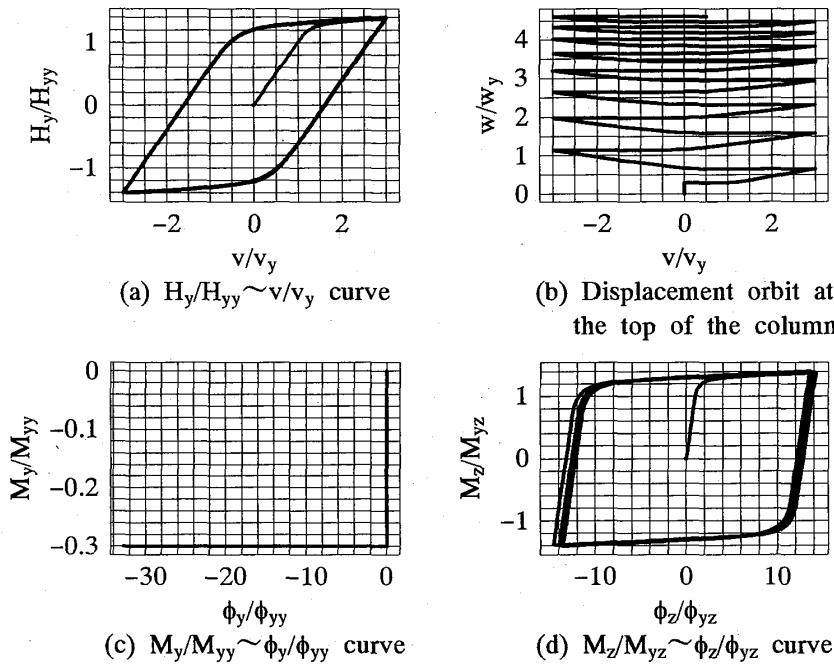 H_y/H_yy
1
0
−1
−2
0
2
v/v_y
(a) H_y/H_yy～v/v_y curve
w/w_y
4
3
2
1
0
−2
0
2
v/v_y
(b) Displacement orbit at
the top of the column
M_y/M_yy
0
−0.1
−0.2
−0.3
−30
−20
−10
0
ϕ_y/ϕ_yy
(c) M_y/M_yy～ϕ_y/ϕ_yy curve
M_z/M_yz
1
0
−1
−10
0
10
ϕ_z/ϕ_yz
(d) M_z/M_yz～ϕ_z/ϕ_yz curve